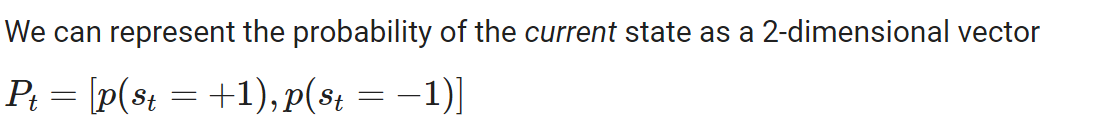 We can represent the probability of the current state as a 2-dimensional vector
P_t = [p(s_t = +1), p(s_t = −1)]